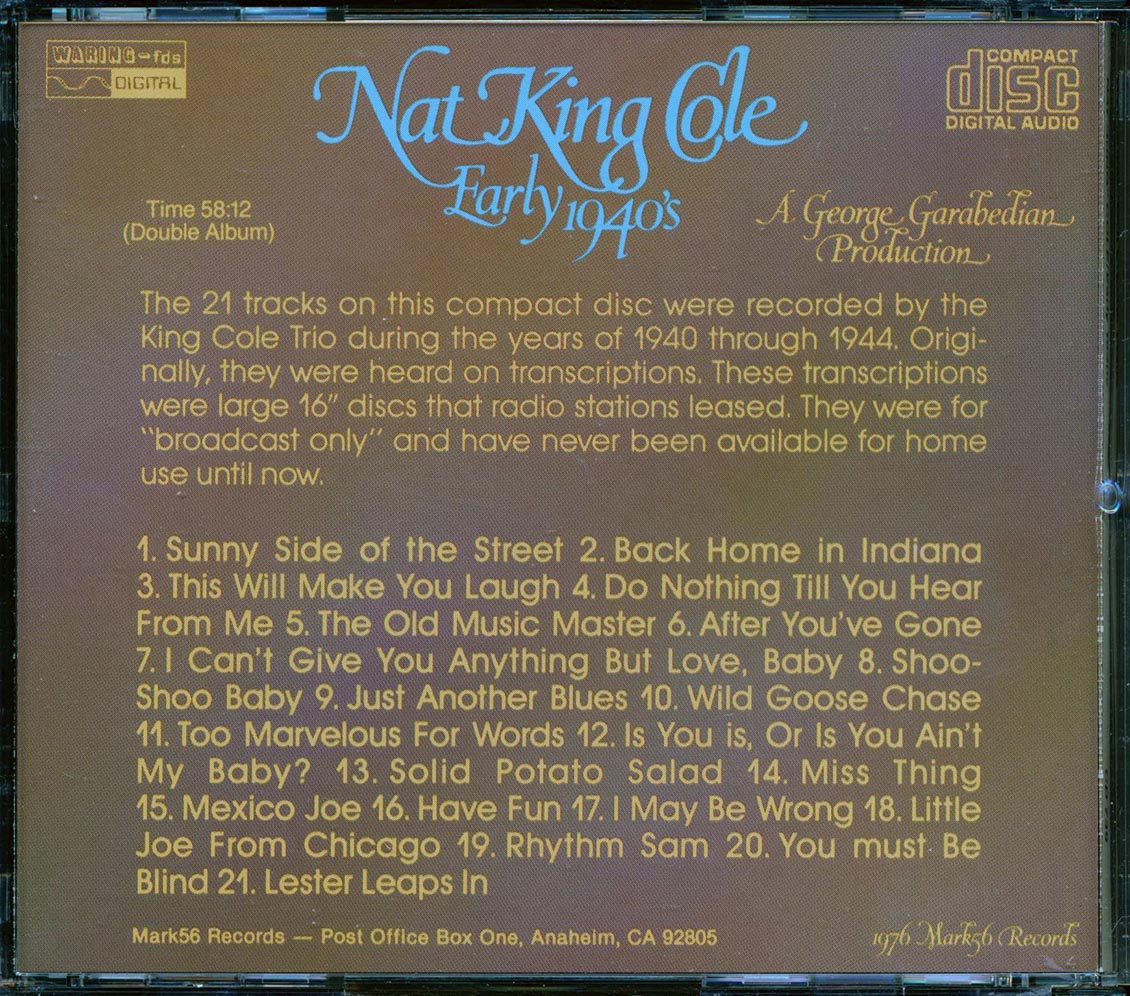 WARING-fds
DIGITAL
Nat King Cole
Early 1940's
COMPACT
disc
DIGITAL AUDIO
Time 58:12
(Double Album)
A George Garabedian
Production
The 21 tracks on this compact disc were recorded by the
King Cole Trio during the years of 1940 through 1944. Origi-
nally, they were heard on transcriptions. These transcriptions
were large 16" discs that radio stations leased. They were for
"broadcast only" and have never been available for home
use until now.
1. Sunny Side of the Street 2. Back Home in Indiana
3. This Will Make You Laugh 4. Do Nothing Till You Hear
From Me 5. The Old Music Master 6. After You've Gone
7. I Can't Give You Anything But Love, Baby 8. Shoo-
Shoo Baby 9. Just Another Blues 10. Wild Goose Chase
11. Too Marvelous For Words 12. Is You is, Or Is You Ain't
My Baby? 13. Solid Potato Salad 14. Miss Thing
15. Mexico Joe 16. Have Fun 17. I May Be Wrong 18. Little
Joe From Chicago 19. Rhythm Sam 20. You must Be
Blind 21. Lester Leaps In
Mark56 Records — Post Office Box One, Anaheim, CA 92805
1976 Mark56 Records